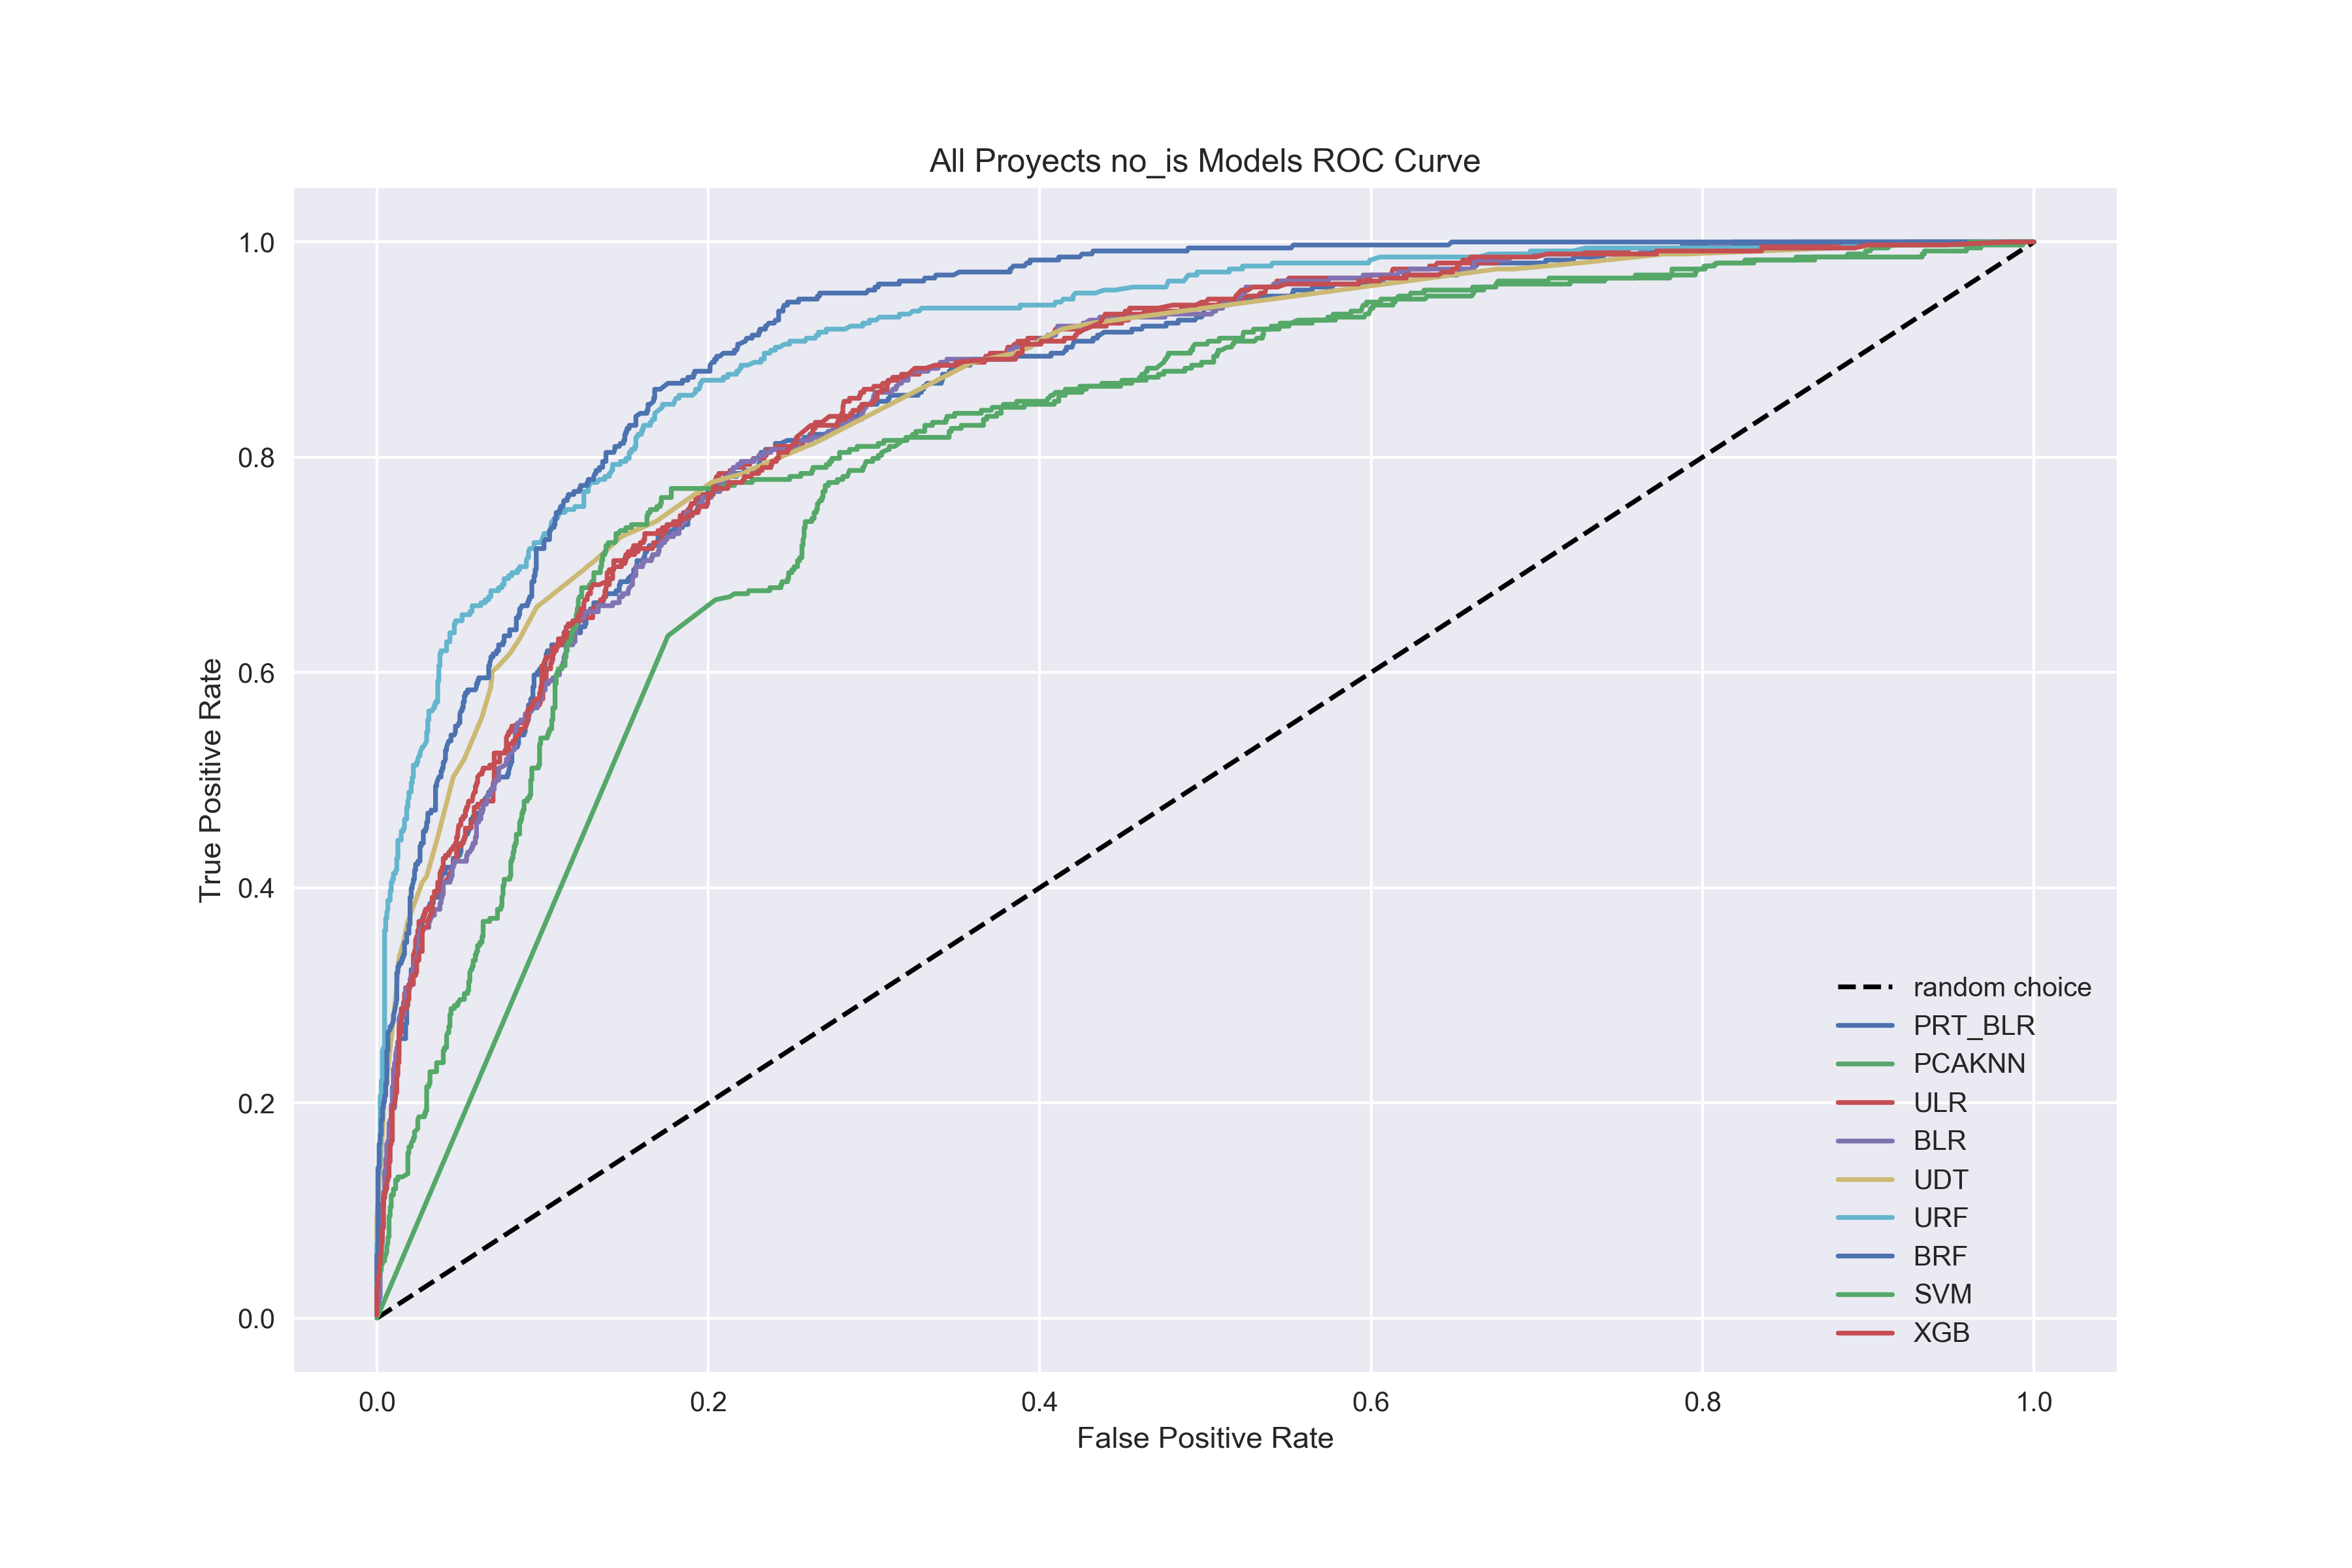 All Proyects no_is Models ROC Curve
1.0
0.8
0.6
0.4
0.2
0.0
True Positive Rate
0.0 0.2 0.4 0.6 0.8 1.0
False Positive Rate
random choice
PRT_BLR
PCAKNN
ULR
BLR
UDT
URF
BRF
SVM
XGB